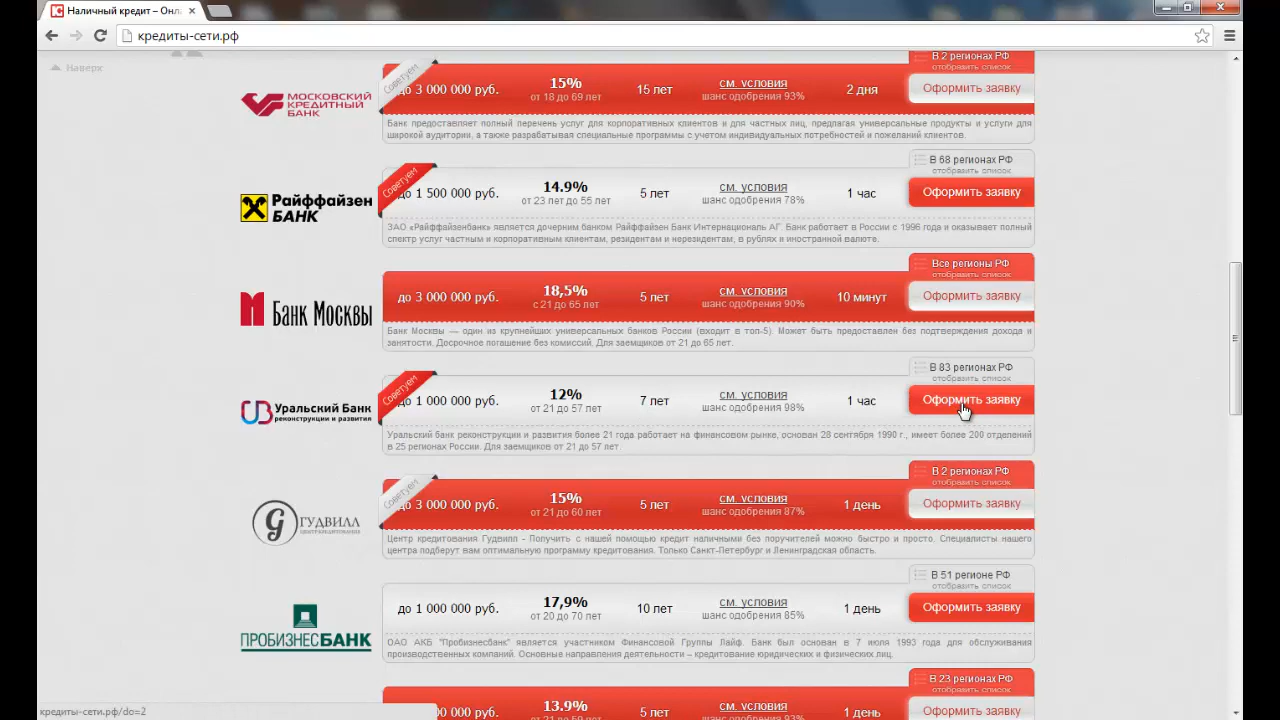 Наличный кредит – Онл
кредиты-сети.рф
Наверх
В 2 регионах РФ
отобразить список
МОСКОВСКИЙ
КРЕДИТНЫЙ
БАНК
Советуем
до 3 000 000 руб.
15%
от 18 до 69 лет
15 лет
см. условия
шанс одобрения 93%
2 дня
Оформить заявку
Банк предоставляет полный перечень услуг для корпоративных клиентов и для частных лиц, предлагая универсальные продукты и услуги для
широкой аудитории, а также разрабатывая специальные программы с учетом индивидуальных потребностей и пожеланий клиентов.
В 68 регионах РФ
отобразить список
Райффайзен
БАНК
Советуем
до 1 500 000 руб.
14.9%
от 23 лет до 55 лет
5 лет
см. условия
шанс одобрения 78%
1 час
Оформить заявку
ЗАО «Райффайзенбанк» является дочерним банком Райффайзен Банк Интернациональ АГ. Банк работает в России с 1996 года и оказывает полный
спектр услуг частным и корпоративным клиентам, резидентам и нерезидентам, в рублях и иностранной валюте.
Все регионы РФ
отобразить список
Банк Москвы
до 3 000 000 руб.
18,5%
с 21 до 65 лет
5 лет
см. условия
шанс одобрения 90%
10 минут
Оформить заявку
Банк Москвы — один из крупнейших универсальных банков России (входит в топ-5). Может быть предоставлен без подтверждения дохода и
занятости. Досрочное погашение без комиссий. Для заемщиков от 21 до 65 лет.
В 83 регионах РФ
отобразить список
Уральский Банк
реконструкции и развития
Советуем
до 1 000 000 руб.
12%
от 21 до 57 лет
7 лет
см. условия
шанс одобрения 98%
1 час
Оформить заявку
Уральский банк реконструкции и развития более 21 года работает на финансовом рынке, основан 28 сентября 1990 г., имеет более 200 отделений
в 25 регионах России. Для заемщиков от 21 до 57 лет
В 2 регионах РФ
отобразить список
ГУДВИЛЛ
Советуем
до 3 000 000 руб.
15%
от 21 до 60 лет
5 лет
см. условия
шанс одобрения 87%
1 день
Оформить заявку
Центр кредитования Гудвилл - Получить с нашей помощью кредит наличными без поручителей можно быстро и просто. Специалисты нашего
центра подберут вам оптимальную программу кредитования. Только Санкт-Петербург и Ленинградская область.
В 51 регионе РФ
отобразить список
ПРОБИЗНЕСБАНК
до 1 000 000 руб.
17,9%
от 20 до 70 лет
10 лет
см. условия
шанс одобрения 85%
1 день
Оформить заявку
ОАО АКБ "Пробизнесбанк" является участником Финансовой Группы Лайф. Банк был основан в 7 июля 1993 года для обслуживания
производственных компаний. Основные направления деятельности – кредитование юридических и физических лиц.
В 23 регионах РФ
отобразить список
00 000 руб.
13.9%
5 лет
см. условия
1 день
Оформить заявку
кредиты-сети.рф/do=2